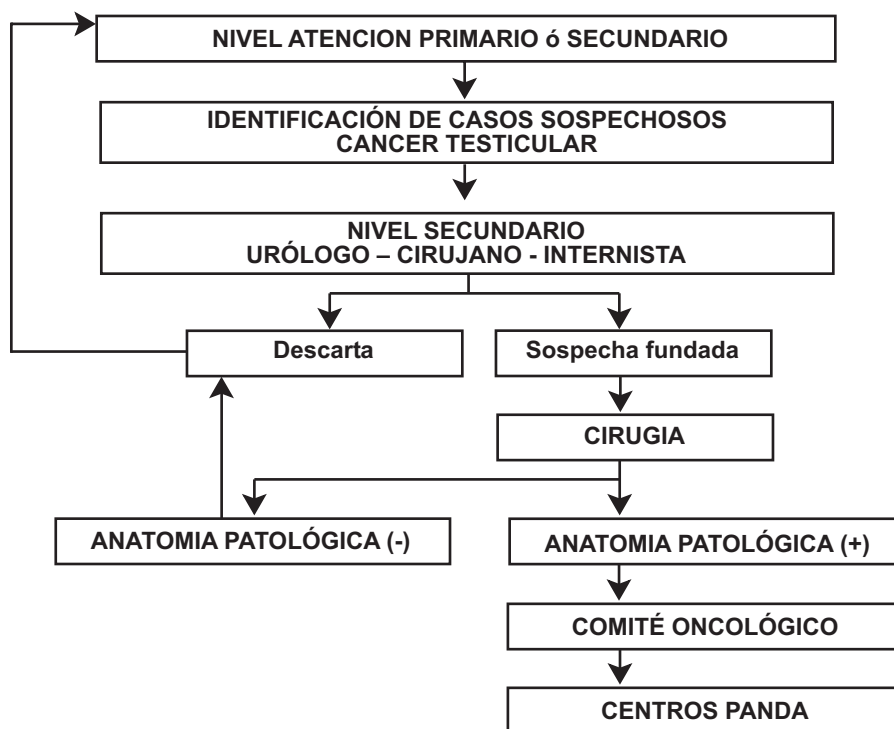 NIVEL ATENCION PRIMARIO ó SECUNDARIO
IDENTIFICACIÓN DE CASOS SOSPECHOSOS
CANCER TESTICULAR
NIVEL SECUNDARIO
URÓLOGO – CIRUJANO - INTERNISTA
Descarta
Sospecha fundada
CIRUGIA
ANATOMIA PATOLÓGICA (-)
ANATOMIA PATOLÓGICA (+)
COMITÉ ONCOLÓGICO
CENTROS PANDA